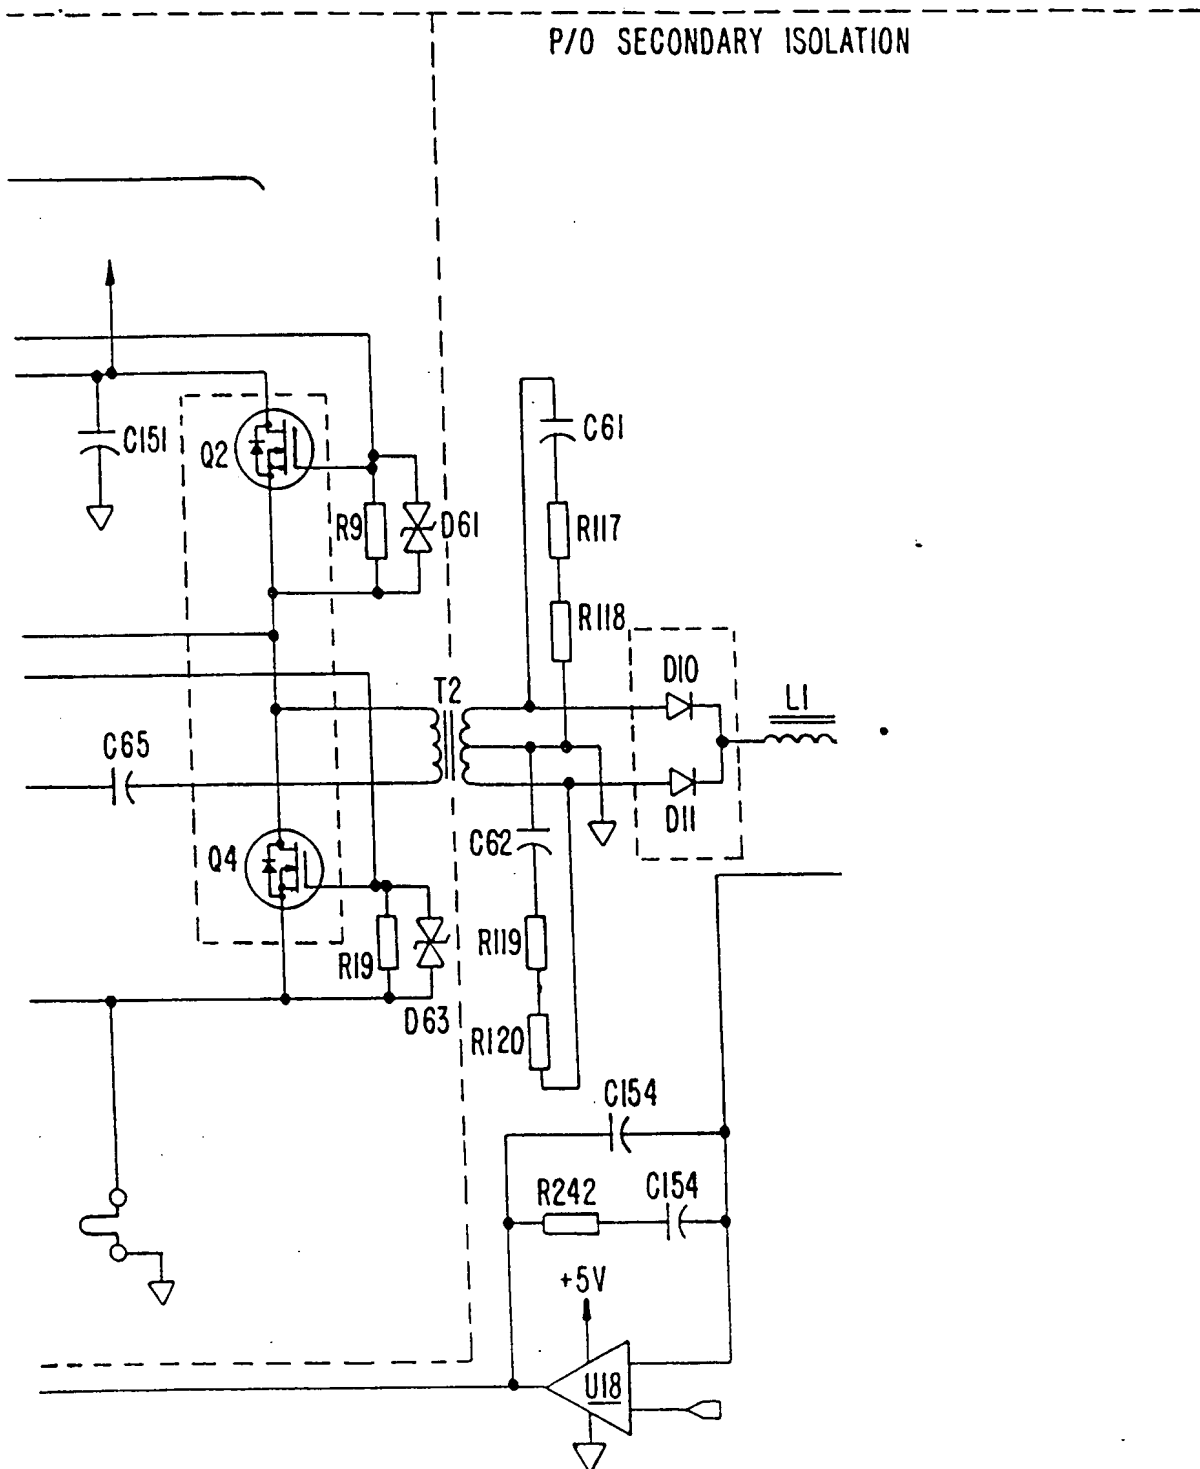 P/O SECONDARY ISOLATION
C151
Q2
R9
D61
C61
R117
R118
T2
D10
L1
C65
D11
Q4
C62
R19
D63
R119
R120
C154
R242
C154
+5V
U18